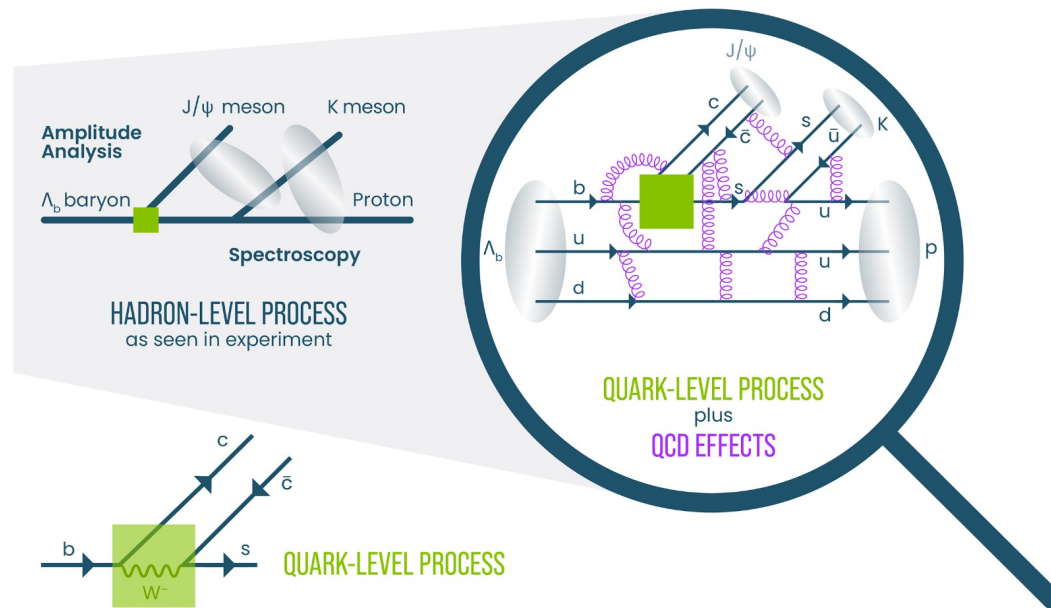 J/ψ meson
K meson
Amplitude
Analysis
Λb baryon
Proton
Spectroscopy
HADRON-LEVEL PROCESS
as seen in experiment
J/ψ
c
c̄
s
ū
K
b
s
u
Λb
u
u
p
d
d
QUARK-LEVEL PROCESS
plus
QCD EFFECTS
c
c̄
b
s
W⁻
QUARK-LEVEL PROCESS